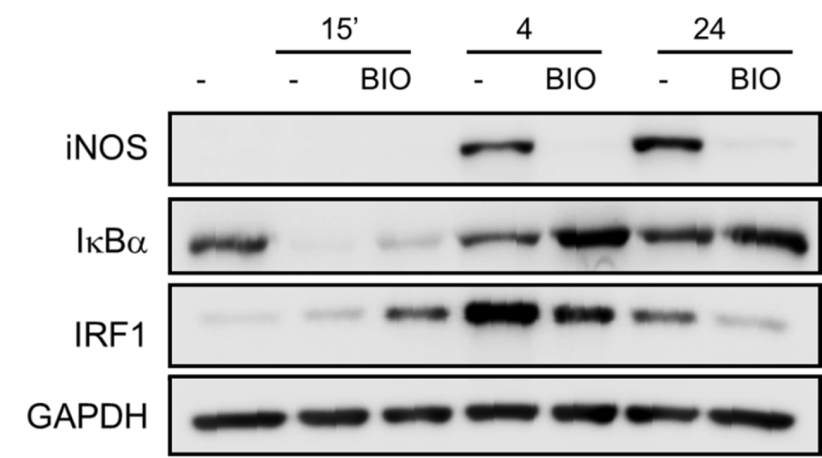 15' 4 24
- - BIO - BIO - BIO
iNOS
IκBα
IRF1
GAPDH